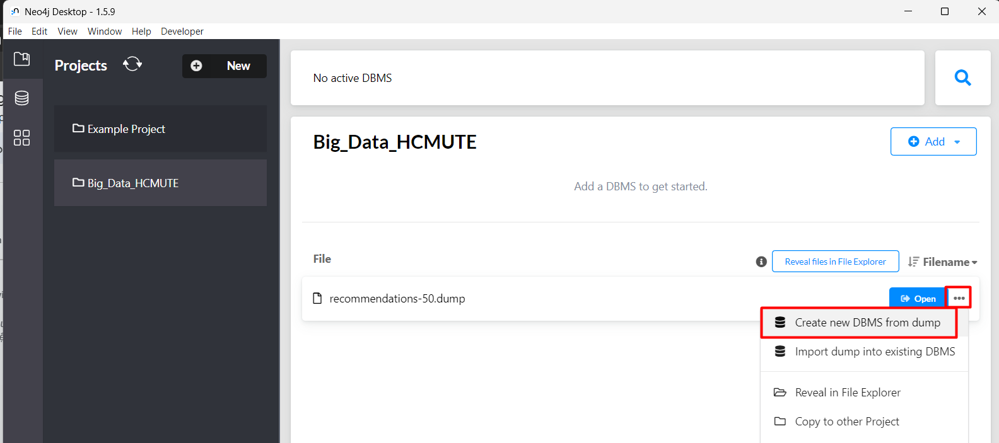 Neo4j Desktop - 1.5.9
File Edit View Window Help Developer
Projects
New
No active DBMS
Example Project
Big_Data_HCMUTE
Big_Data_HCMUTE
Add
Add a DBMS to get started.
File
Reveal files in File Explorer
Filename
recommendations-50.dump
Open
Create new DBMS from dump
Import dump into existing DBMS
Reveal in File Explorer
Copy to other Project